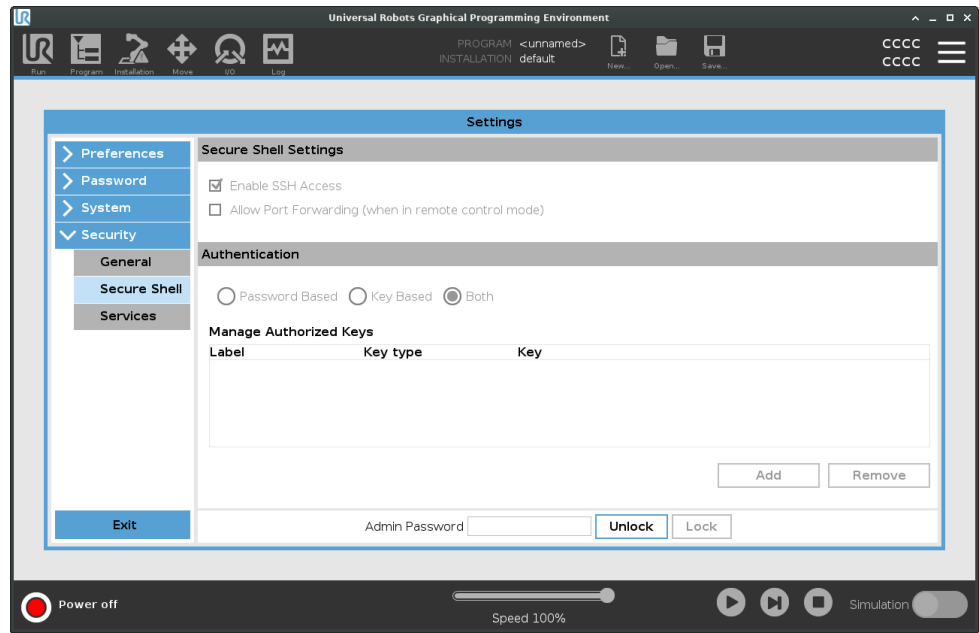 Universal Robots Graphical Programming Environment
UR
Run
Program
Installation
Move
I/O
Log
PROGRAM <unnamed>
INSTALLATION default
New...
Open...
Save...
CCCC
CCCC
Settings
Preferences
Password
System
Security
General
Secure Shell
Services
Exit
Secure Shell Settings
Enable SSH Access
Allow Port Forwarding (when in remote control mode)
Authentication
Password Based Key Based Both
Manage Authorized Keys
Label Key type Key
Add Remove
Admin Password Unlock Lock
Power off
Speed 100%
Simulation